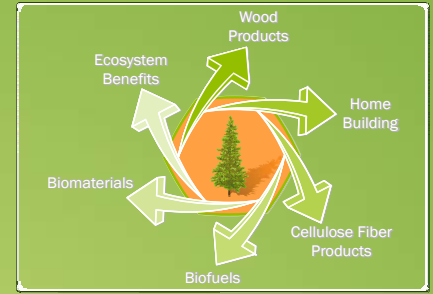 Wood
Products
Ecosystem
Benefits
Home
Building
Biomaterials
Cellulose Fiber
Products
Biofuels